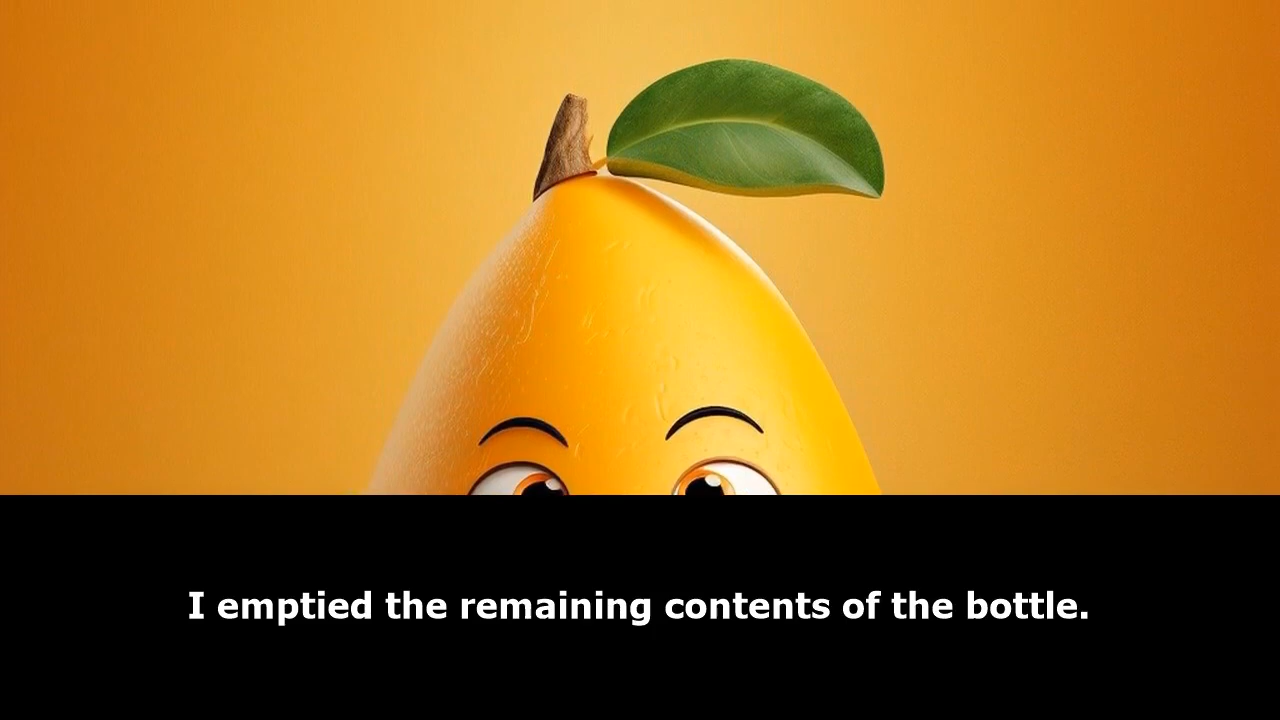 I emptied the remaining contents of the bottle.